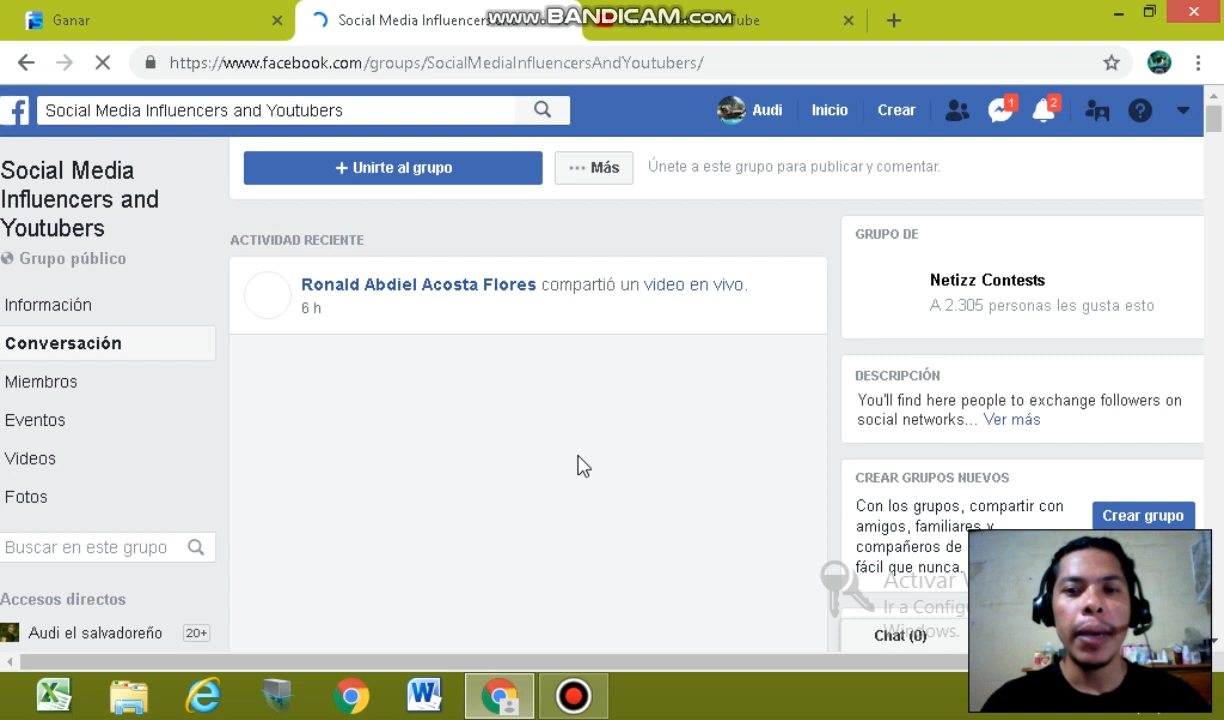 Ganar
Social Media Influencers
Tube
www.BANDICAM.com
https://www.facebook.com/groups/SocialMediaInfluencersAndYoutubers/
Social Media Influencers and Youtubers
Audi
Inicio
Crear
1
2
Social Media
Influencers and
Youtubers
Grupo público
Información
Conversación
Miembros
Eventos
Videos
Fotos
Buscar en este grupo
Accesos directos
Audi el salvadoreño 20+
+ Unirte al grupo
Más
Únete a este grupo para publicar y comentar.
ACTIVIDAD RECIENTE
Ronald Abdiel Acosta Flores compartió un video en vivo.
6 h
GRUPO DE
Netizz Contests
A 2.305 personas les gusta esto
DESCRIPCIÓN
You'll find here people to exchange followers on
social networks... Ver más
CREAR GRUPOS NUEVOS
Con los grupos, compartir con
amigos, familiares y
compañeros de
fácil que nunca.
Crear grupo
Activar W
Ir a Config
Windows.
Chat (0)